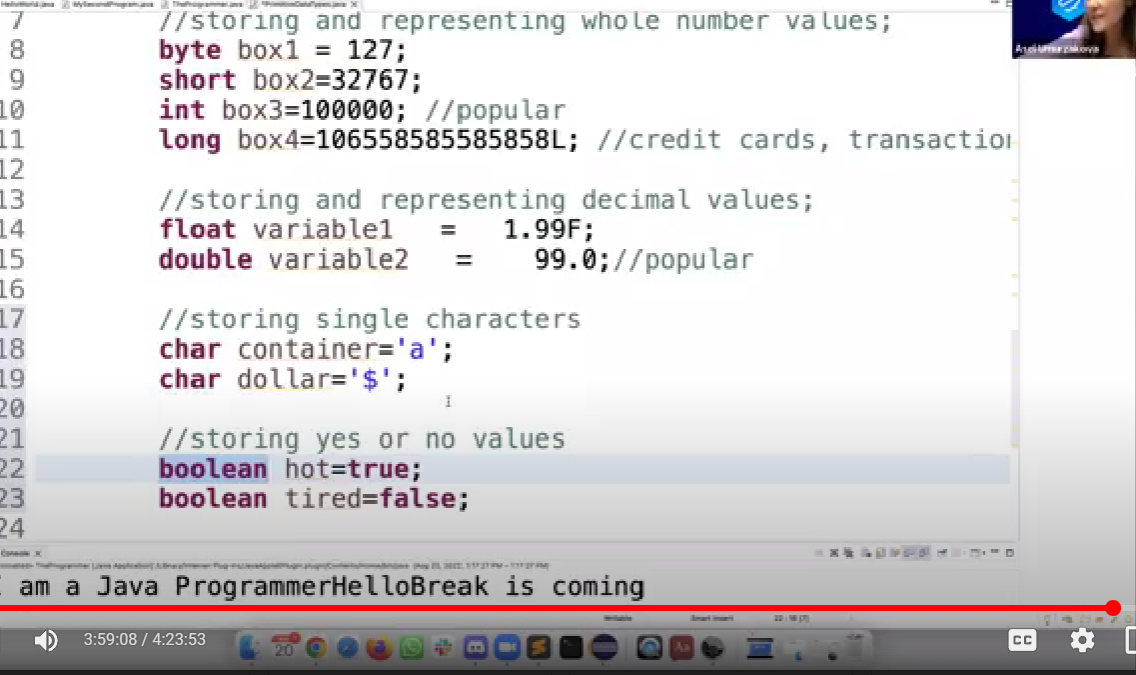 HelloWorld.java MySecondProgram.java TheProgrammer.java *PrimitiveDataTypes.java
7 //storing and representing whole number values;
8 byte box1 = 127;
9 short box2=32767;
10 int box3=100000; //popular
11 long box4=106558585585858L; //credit cards, transaction
12
13 //storing and representing decimal values;
14 float variable1 = 1.99F;
15 double variable2 = 99.0;//popular
16
17 //storing single characters
18 char container='a';
19 char dollar='$';
20
21 //storing yes or no values
22 boolean hot=true;
23 boolean tired=false;
24
Console
I am a Java ProgrammerHelloBreak is coming
Writable Smart Insert
3:59:08 / 4:23:53
CC
20